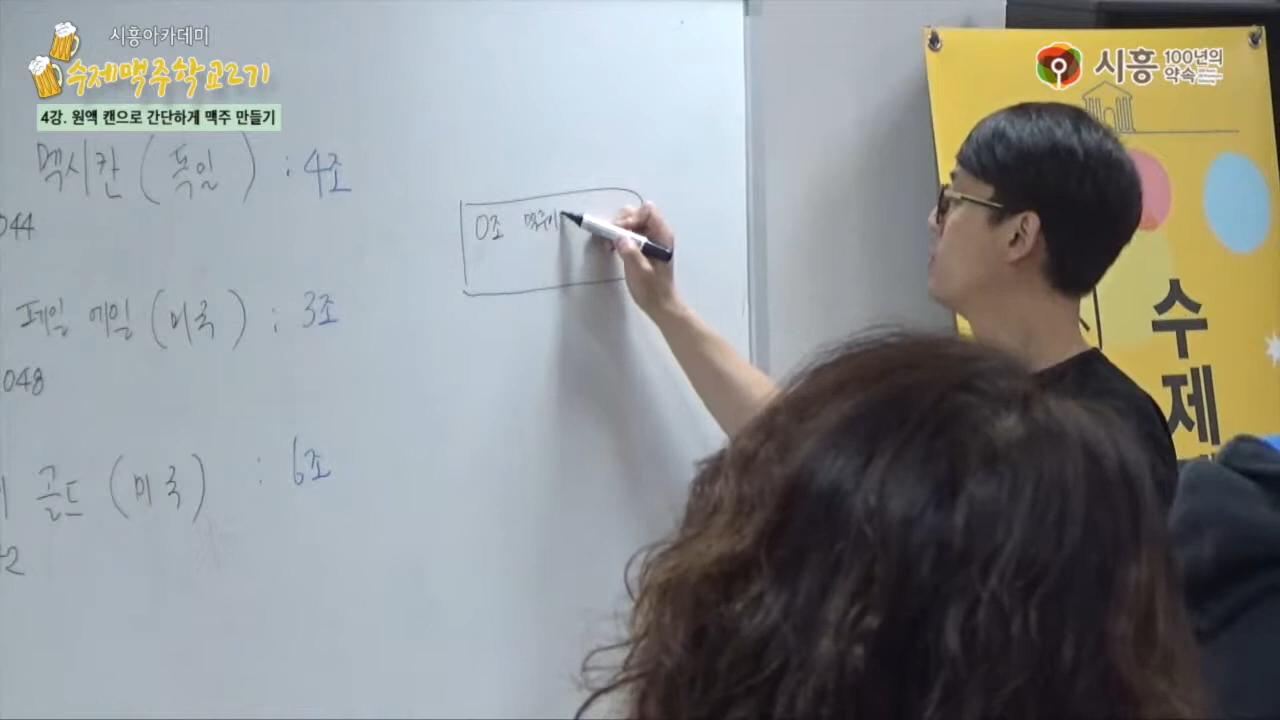 시흥아카데미
수제맥주학교2기
4강. 원액 캔으로 간단하게 맥주 만들기
시흥 100년의 약속
멕시칸 (독일) : 4조
044
페일 에일 (미국) : 3조
048
골드 (미국) : 6조
0조
수제